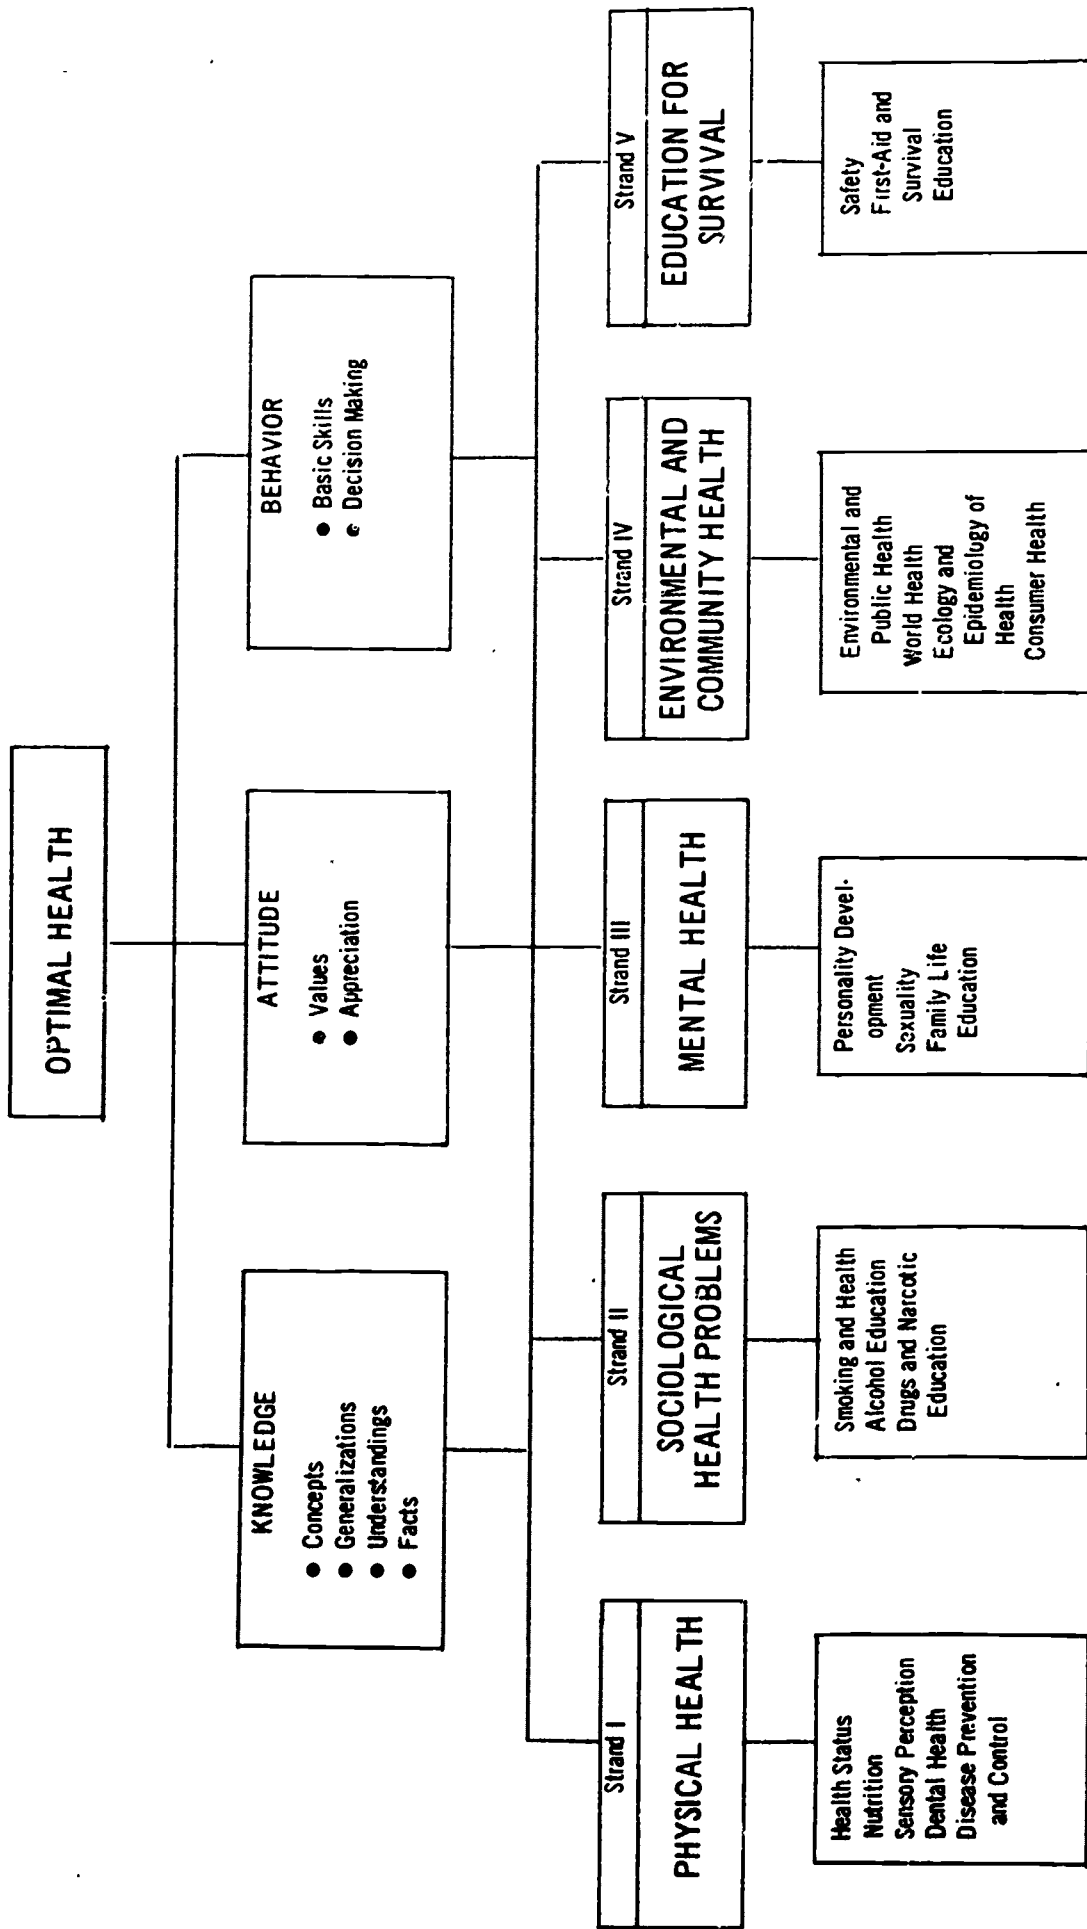 OPTIMAL HEALTH
KNOWLEDGE
● Concepts
● Generalizations
● Understandings
● Facts
ATTITUDE
● Values
● Appreciation
BEHAVIOR
● Basic Skills
● Decision Making
Strand I
PHYSICAL HEALTH
Health Status
Nutrition
Sensory Perception
Dental Health
Disease Prevention
and Control
Strand II
SOCIOLOGICAL
HEALTH PROBLEMS
Smoking and Health
Alcohol Education
Drugs and Narcotic
Education
Strand III
MENTAL HEALTH
Personality Devel-
opment
Sexuality
Family Life
Education
Strand IV
ENVIRONMENTAL AND
COMMUNITY HEALTH
Environmental and
Public Health
World Health
Ecology and
Epidemiology of
Health
Consumer Health
Strand V
EDUCATION FOR
SURVIVAL
Safety
First-Aid and
Survival
Education